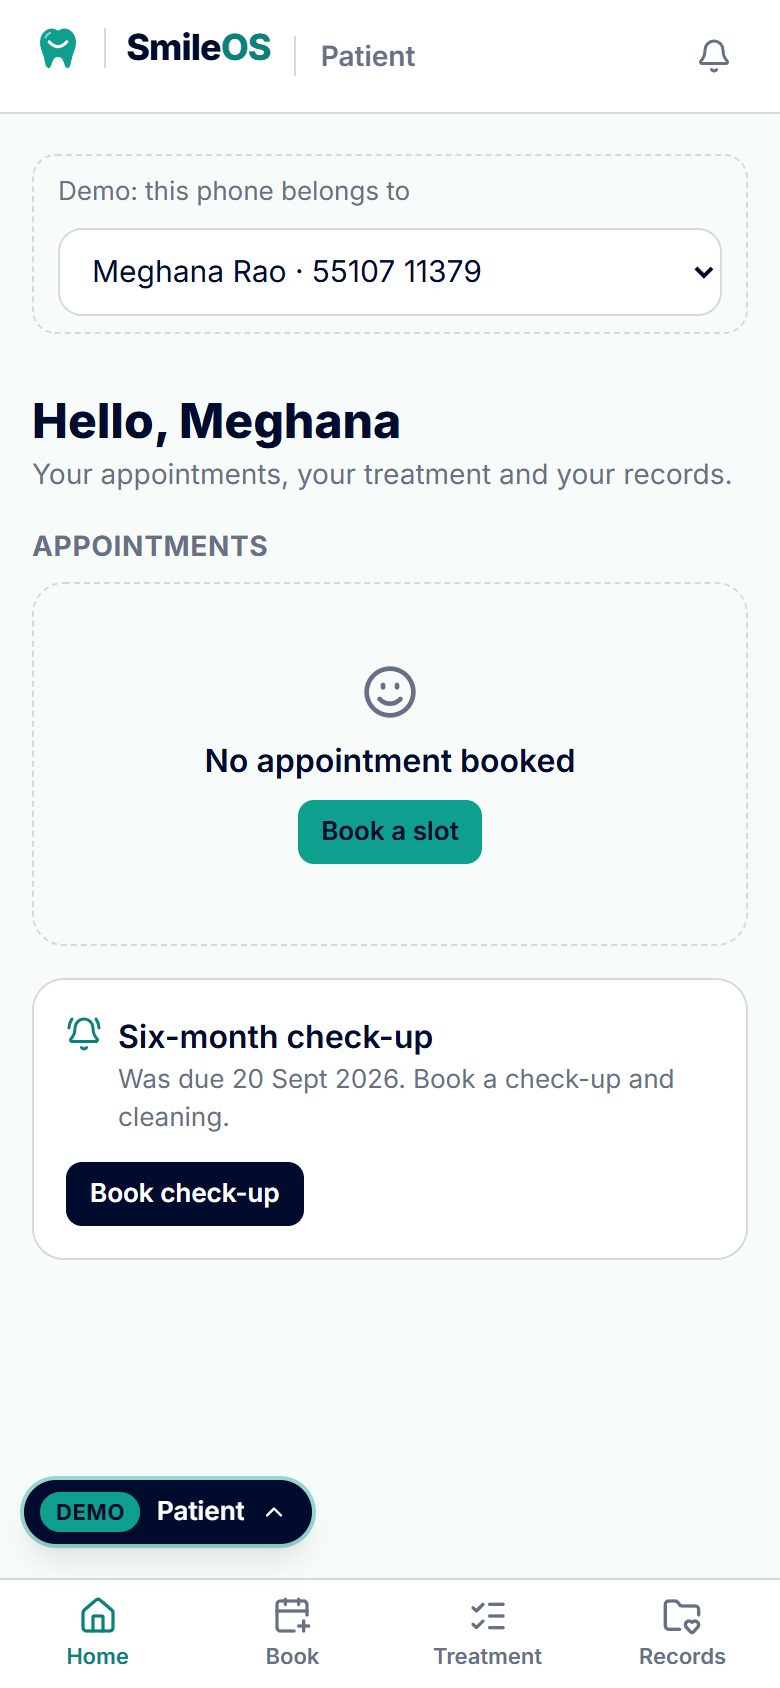 SmileOS
Patient
Demo: this phone belongs to
Meghana Rao · 55107 11379
Hello, Meghana
Your appointments, your treatment and your records.
APPOINTMENTS
No appointment booked
Book a slot
Six-month check-up
Was due 20 Sept 2026. Book a check-up and
cleaning.
Book check-up
DEMO Patient
Home
Book
Treatment
Records